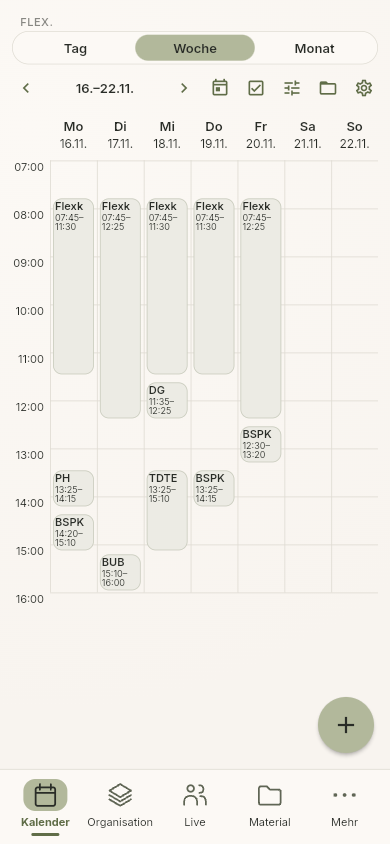 FLEX.
Tag Woche Monat
16.–22.11.
Mo Di Mi Do Fr Sa So
16.11. 17.11. 18.11. 19.11. 20.11. 21.11. 22.11.
07:00
08:00
09:00
10:00
11:00
12:00
13:00
14:00
15:00
16:00
Flexk
07:45–
11:30
PH
13:25–
14:15
BSPK
14:20–
15:10
Flexk
07:45–
12:25
BUB
15:10–
16:00
Flexk
07:45–
11:30
DG
11:35–
12:25
TDTE
13:25–
15:10
Flexk
07:45–
11:30
BSPK
13:25–
14:15
Flexk
07:45–
12:25
BSPK
12:30–
13:20
Kalender Organisation Live Material Mehr